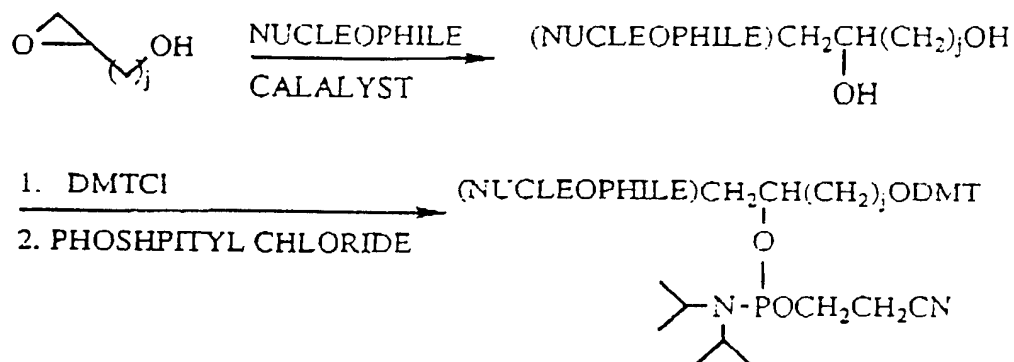 O OH
( )j
NUCLEOPHILE
CALALYST
(NUCLEOPHILE)CH2CH(CH2)jOH
OH
1. DMTCl
2. PHOSHPITYL CHLORIDE
(NUCLEOPHILE)CH2CH(CH2)jODMT
O
N-POCH2CH2CN